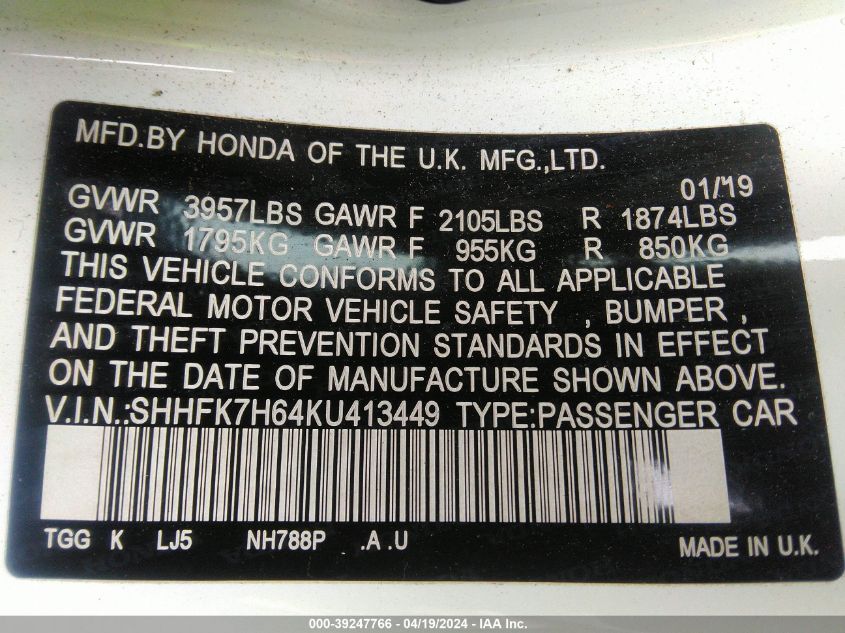 MFD.BY HONDA OF THE U.K. MFG.,LTD.
01/19
GVWR 3957LBS GAWR F 2105LBS R 1874LBS
GVWR 1795KG GAWR F 955KG R 850KG
THIS VEHICLE CONFORMS TO ALL APPLICABLE
FEDERAL MOTOR VEHICLE SAFETY , BUMPER ,
AND THEFT PREVENTION STANDARDS IN EFFECT
ON THE DATE OF MANUFACTURE SHOWN ABOVE.
V.I.N.:SHHFK7H64KU413449 TYPE:PASSENGER CAR
TGG K LJ5 NH788P .A .U MADE IN U.K.
000-39247766 - 04/19/2024 - IAA, Inc.